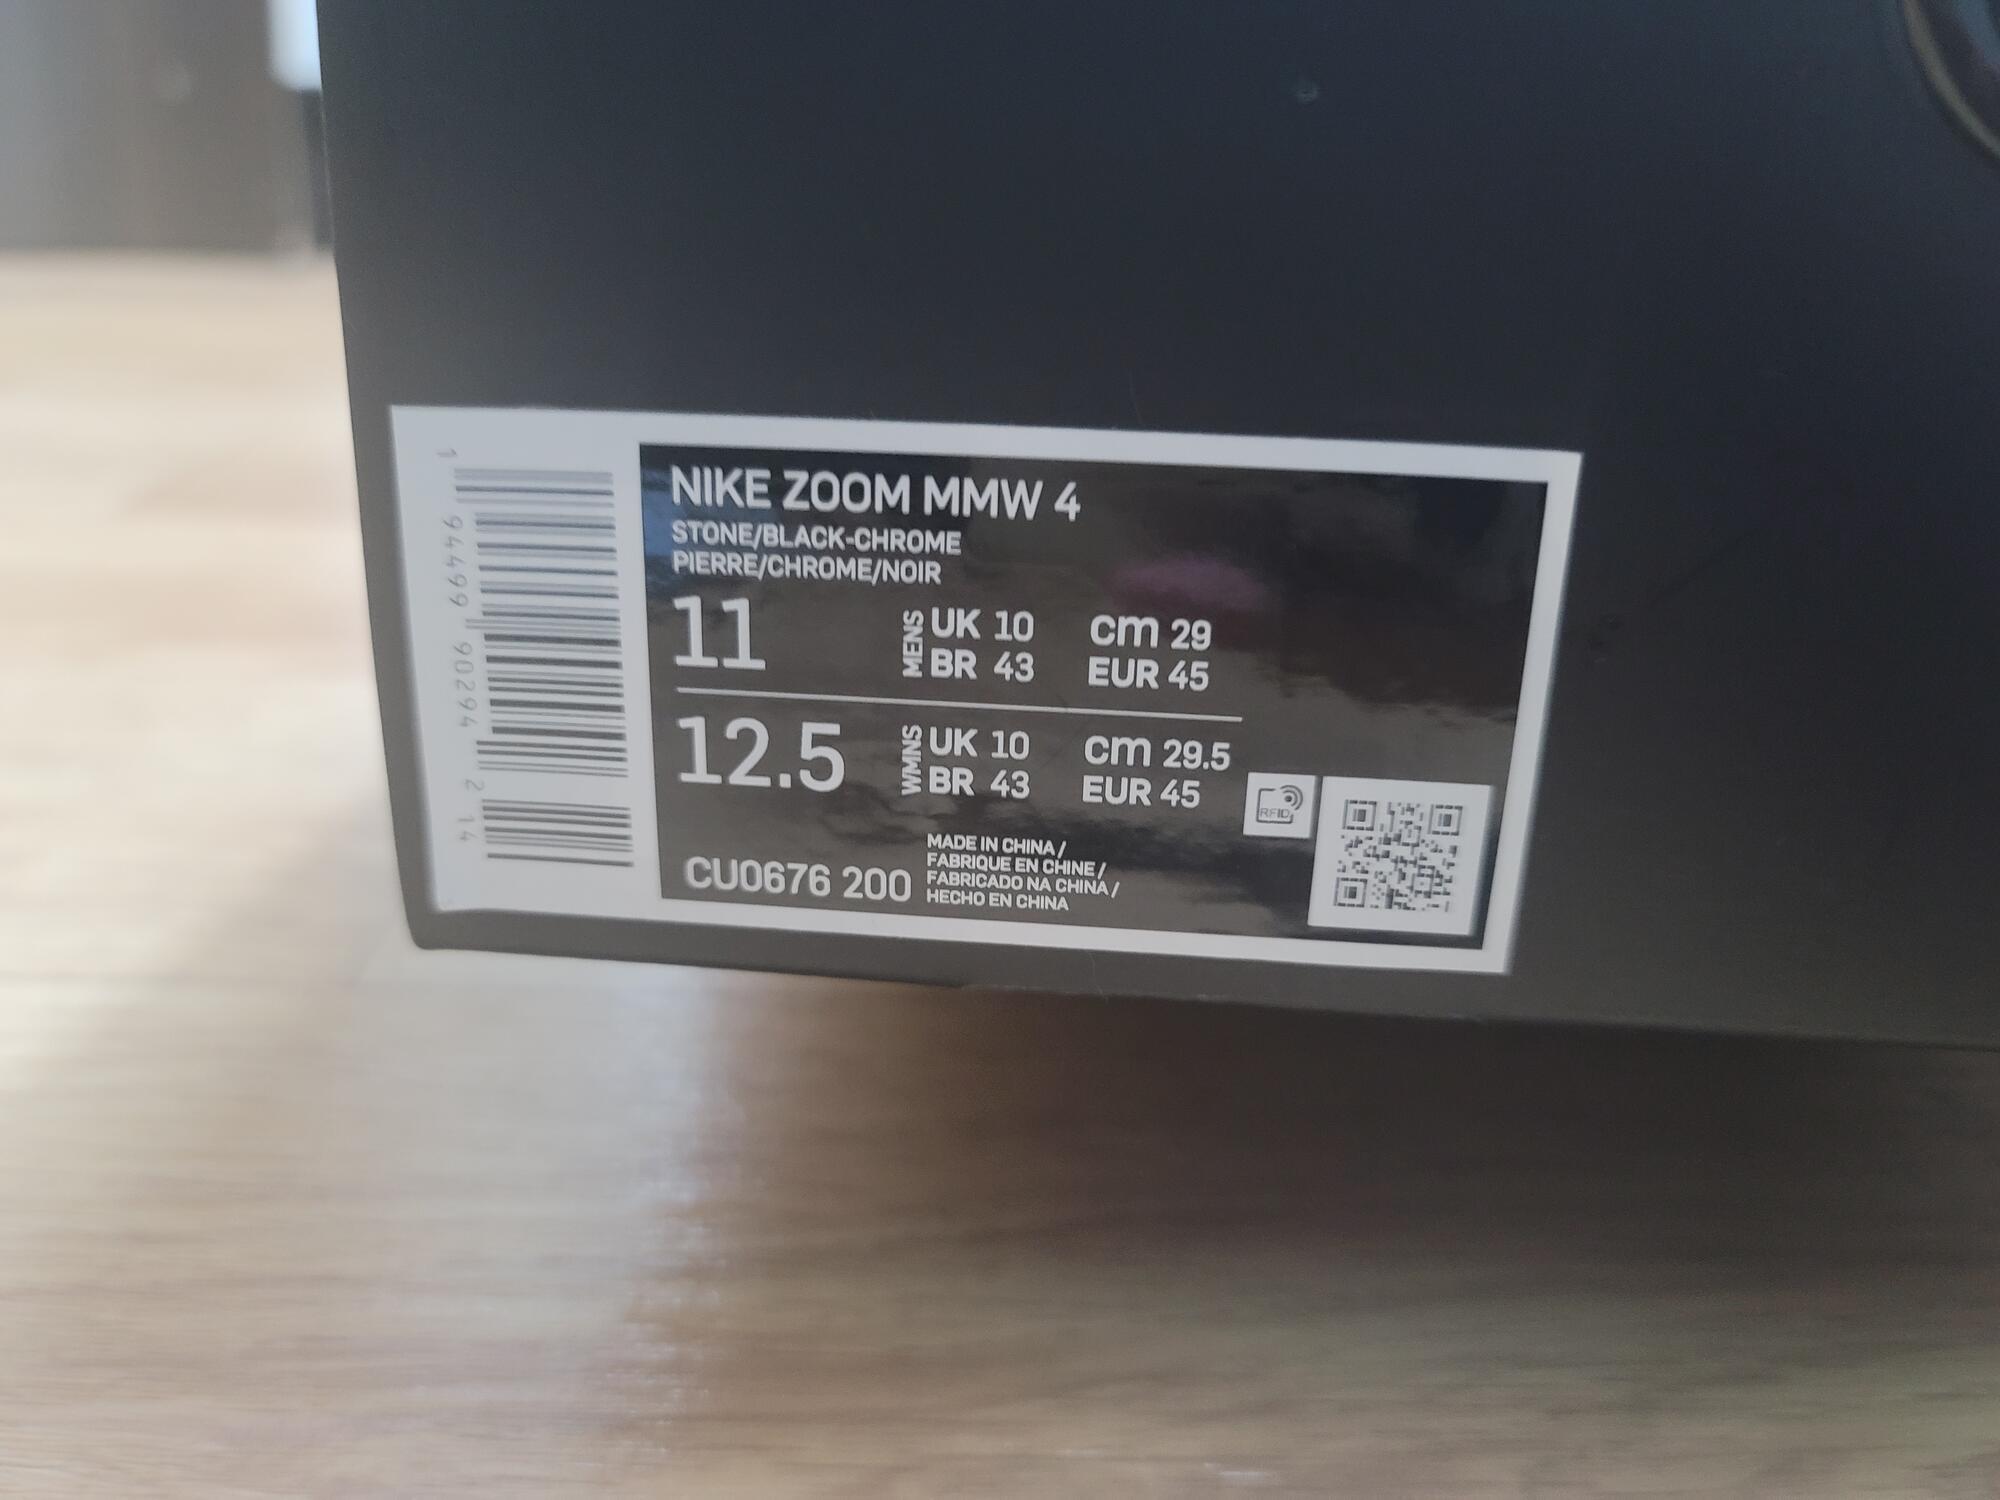 NIKE ZOOM MMW 4
STONE/BLACK-CHROME
PIERRE/CHROME/NOIR
11
MENS
UK 10
cm 29
BR 43
EUR 45
12.5
WMNS
UK 10
cm 29.5
BR 43
EUR 45
RFID
CU0676 200
MADE IN CHINA /
FABRIQUE EN CHINE /
FABRICADO NA CHINA /
HECHO EN CHINA
1 94499 90294 2 14